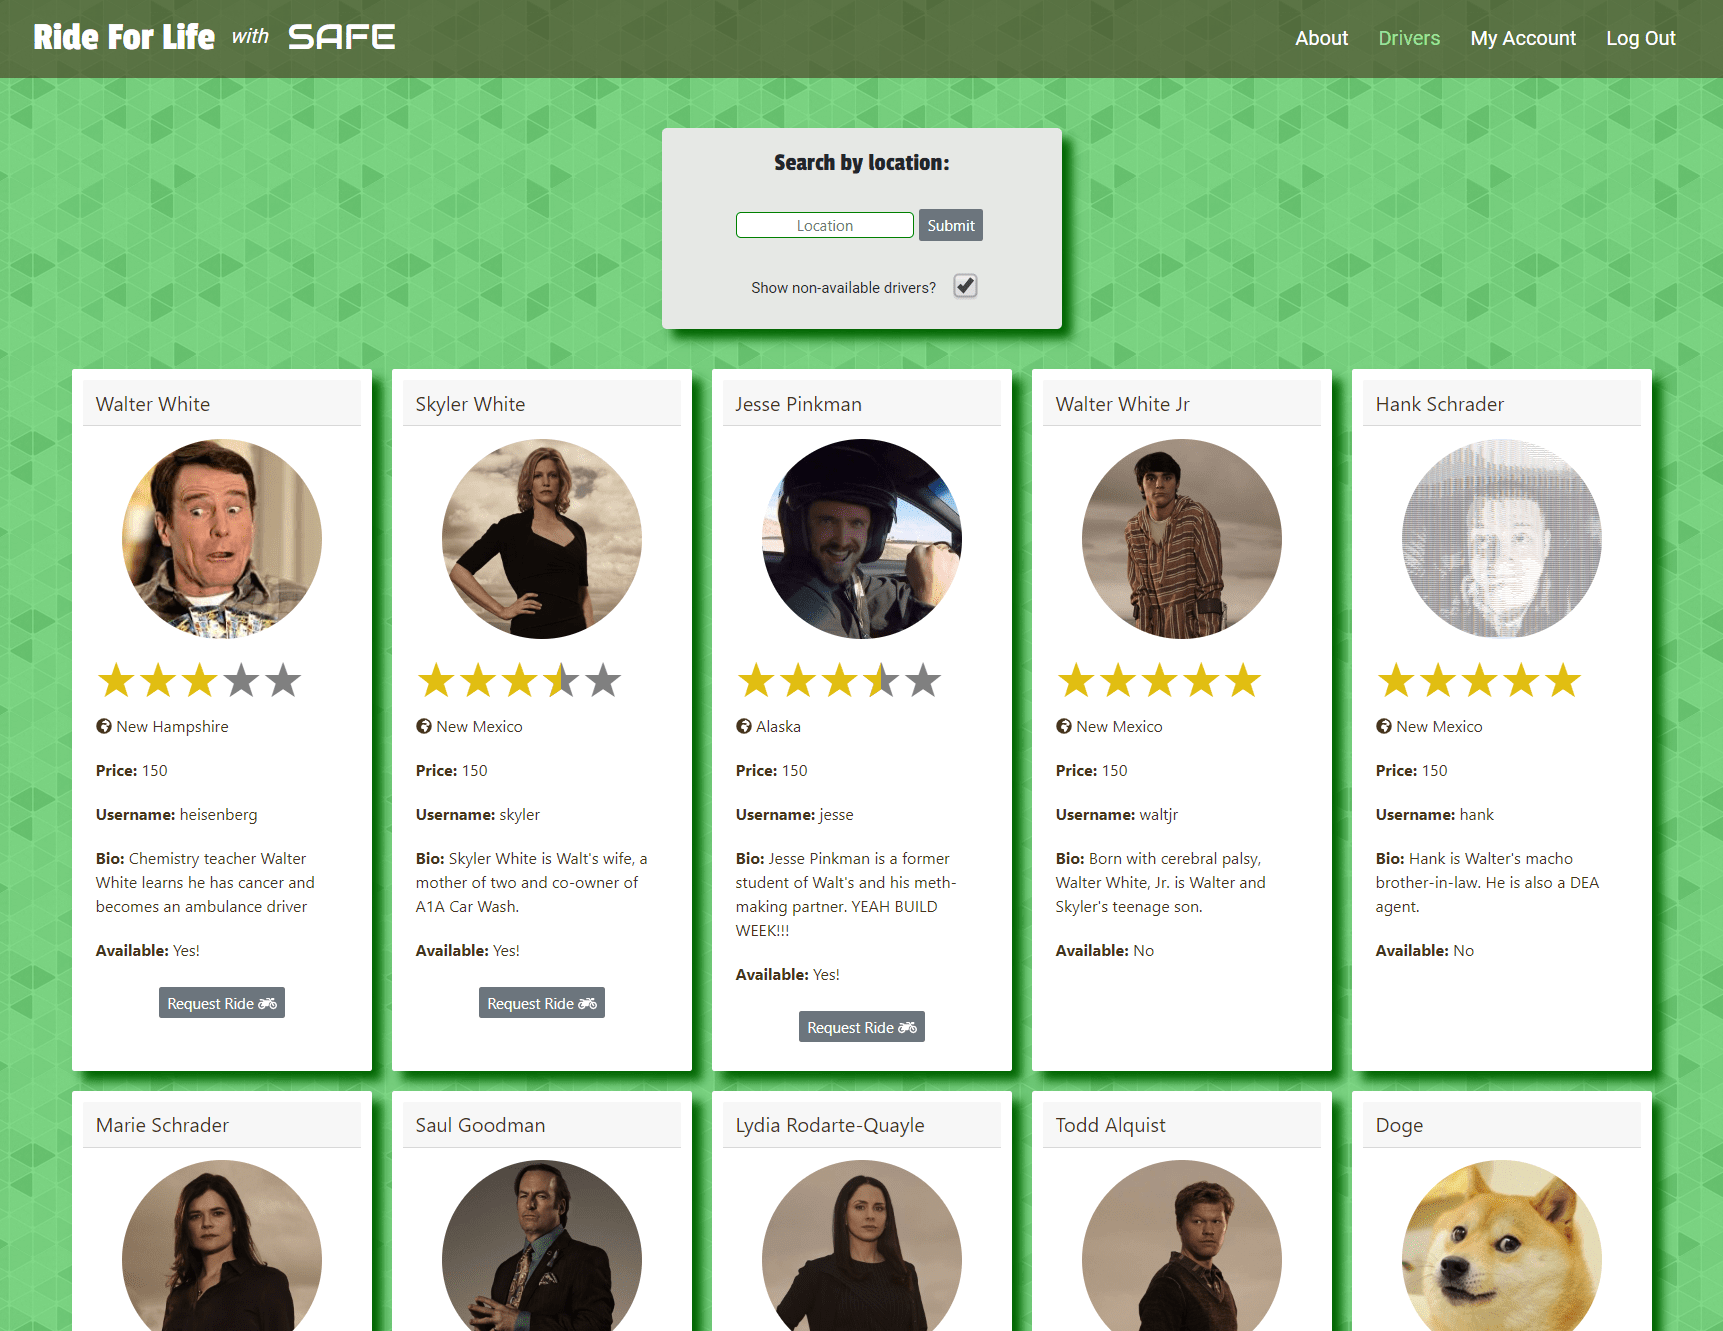 Ride For Life with SAFE
About Drivers My Account Log Out
Search by location:
Location Submit
Show non-available drivers?
Walter White
New Hampshire
Price: 150
Username: heisenberg
Bio: Chemistry teacher Walter
White learns he has cancer and
becomes an ambulance driver
Available: Yes!
Request Ride
Skyler White
New Mexico
Price: 150
Username: skyler
Bio: Skyler White is Walt's wife, a
mother of two and co-owner of
A1A Car Wash.
Available: Yes!
Request Ride
Jesse Pinkman
Alaska
Price: 150
Username: jesse
Bio: Jesse Pinkman is a former
student of Walt's and his meth-
making partner. YEAH BUILD
WEEK!!!
Available: Yes!
Request Ride
Walter White Jr
New Mexico
Price: 150
Username: waltjr
Bio: Born with cerebral palsy,
Walter White, Jr. is Walter and
Skyler's teenage son.
Available: No
Hank Schrader
New Mexico
Price: 150
Username: hank
Bio: Hank is Walter's macho
brother-in-law. He is also a DEA
agent.
Available: No
Marie Schrader
Saul Goodman
Lydia Rodarte-Quayle
Todd Alquist
Doge